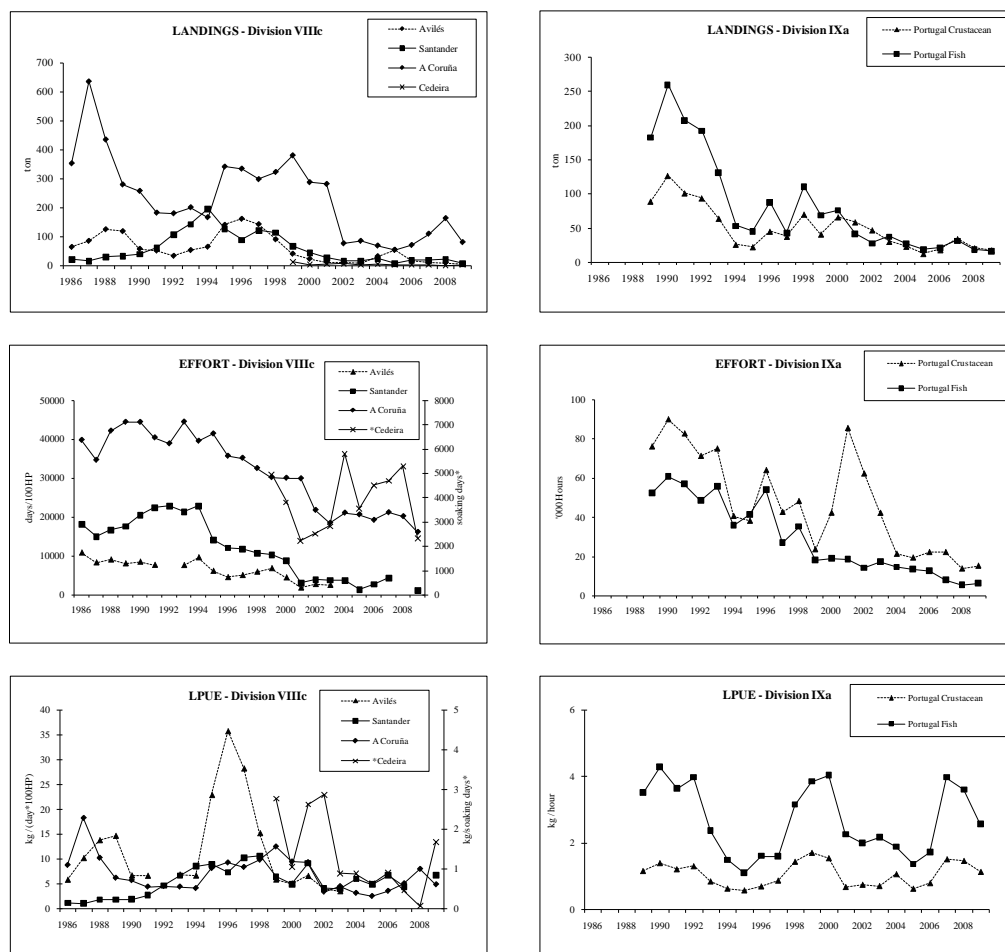 LANDINGS - Division VIIIc
Avilés
Santander
A Coruña
Cedeira
ton
700
600
500
400
300
200
100
0
1986 1988 1990 1992 1994 1996 1998 2000 2002 2004 2006 2008
LANDINGS - Division IXa
Portugal Crustacean
Portugal Fish
ton
300
250
200
150
100
50
0
1986 1988 1990 1992 1994 1996 1998 2000 2002 2004 2006 2008
EFFORT - Division VIIIc
Avilés
Santander
A Coruña
*Cedeira
days/100HP
50000
40000
30000
20000
10000
0
8000
7000
6000
5000
4000
3000
2000
1000
0
soaking days*
1986 1988 1990 1992 1994 1996 1998 2000 2002 2004 2006 2008
EFFORT - Division IXa
Portugal Crustacean
Portugal Fish
'000Hours
100
80
60
40
20
0
1986 1988 1990 1992 1994 1996 1998 2000 2002 2004 2006 2008
LPUE - Division VIIIc
Avilés
Santander
A Coruña
*Cedeira
kg /(day*100HP)
40
35
30
25
20
15
10
5
0
5
4
3
2
1
0
kg/soaking days*
1986 1988 1990 1992 1994 1996 1998 2000 2002 2004 2006 2008
LPUE - Division IXa
Portugal Crustacean
Portugal Fish
kg /hour
6
4
2
0
1986 1988 1990 1992 1994 1996 1998 2000 2002 2004 2006 2008